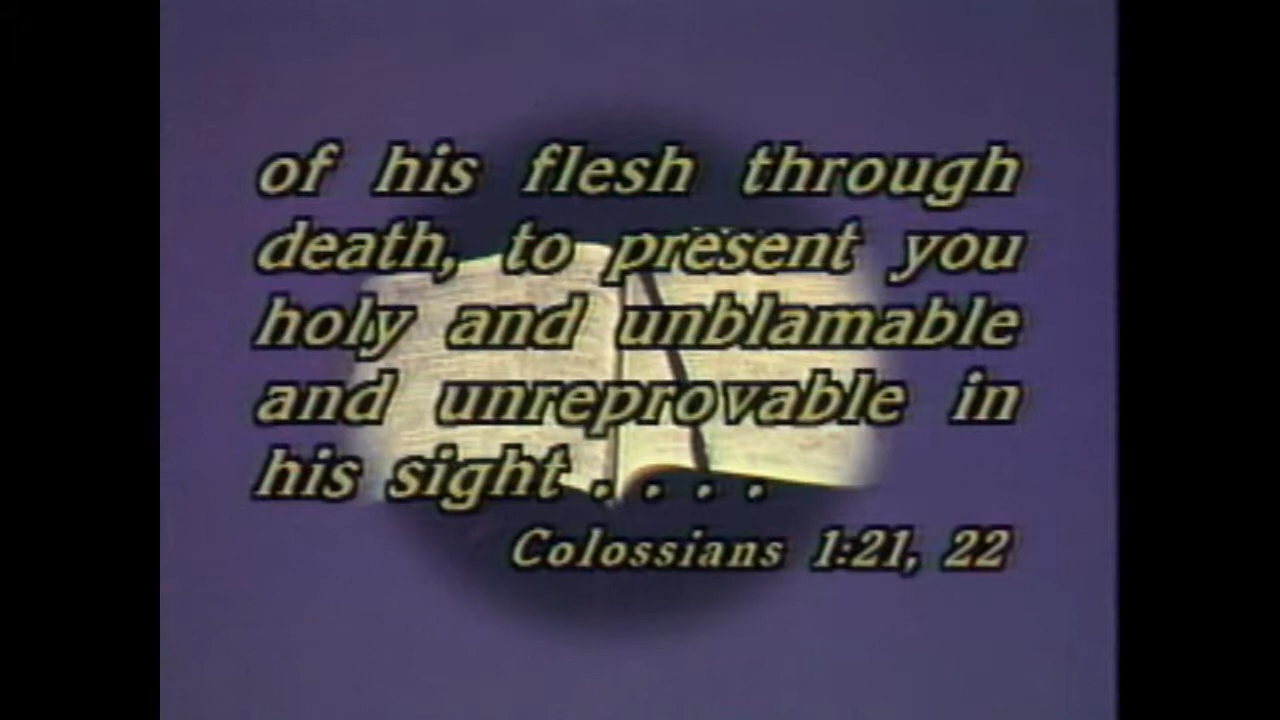 of his flesh through
death, to present you
holy and unblamable
and unreprovable in
his sight . . . .
Colossians 1:21, 22